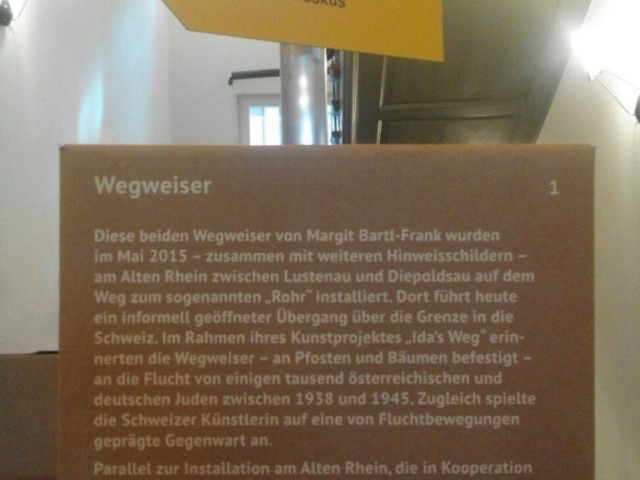 Wegweiser 1
Diese beiden Wegweiser von Margit Bartl-Frank wurden
im Mai 2015 – zusammen mit weiteren Hinweisschildern –
am Alten Rhein zwischen Lustenau und Diepoldsau auf dem
Weg zum sogenannten „Rohr“ installiert. Dort führt heute
ein informell geöffneter Übergang über die Grenze in die
Schweiz. Im Rahmen ihres Kunstprojektes „Ida's Weg“ erin-
nerten die Wegweiser – an Pfosten und Bäumen befestigt –
an die Flucht von einigen tausend österreichischen und
deutschen Juden zwischen 1938 und 1945. Zugleich spielte
die Schweizer Künstlerin auf eine von Fluchtbewegungen
geprägte Gegenwart an.
Parallel zur Installation am Alten Rhein, die in Kooperation